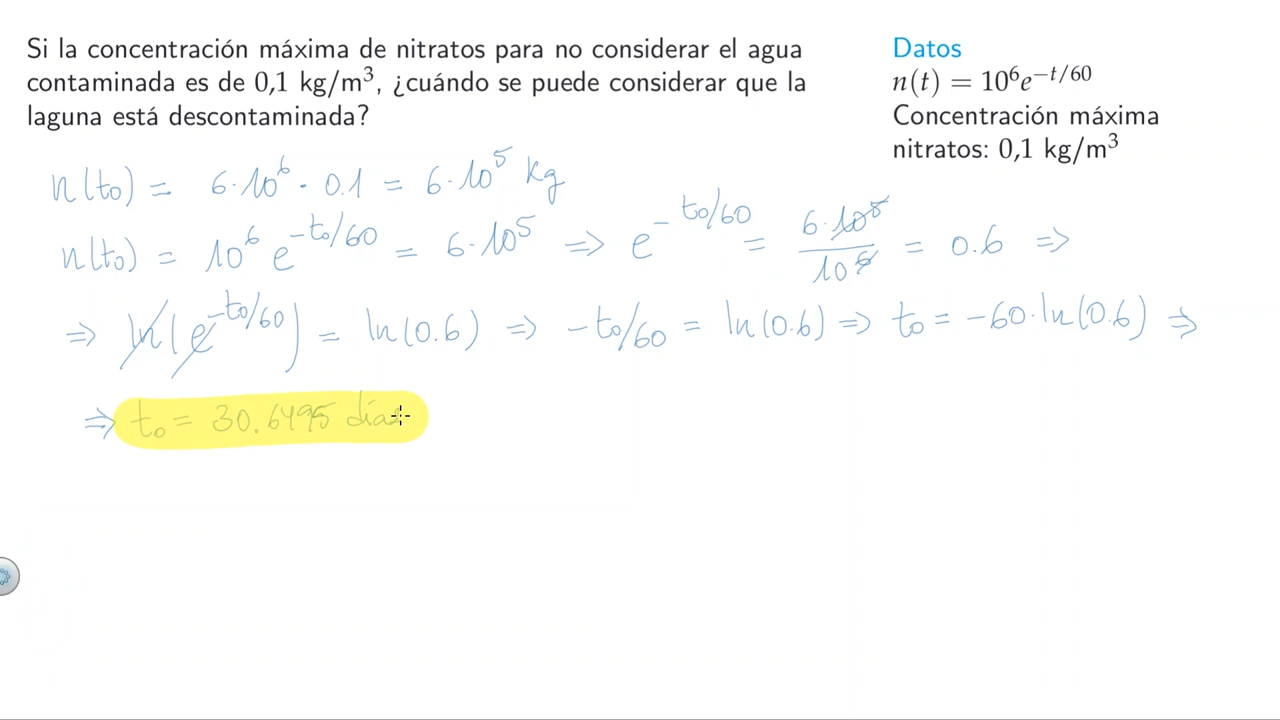 Si la concentración máxima de nitratos para no considerar el agua
contaminada es de 0,1 kg/m³, ¿cuándo se puede considerar que la
laguna está descontaminada?
Datos
n(t) = 10⁶e^{−t/60}
Concentración máxima
nitratos: 0,1 kg/m³
n(t₀) = 6·10⁶ · 0.1 = 6·10⁵ kg
n(t₀) = 10⁶ e^{−t₀/60} = 6·10⁵ ⇒ e^{−t₀/60} = 6·10⁵/10⁶ = 0.6 ⇒
⇒ ln(e^{−t₀/60}) = ln(0.6) ⇒ −t₀/60 = ln(0.6) ⇒ t₀ = −60·ln(0.6) ⇒
⇒ t₀ = 30.6495 días